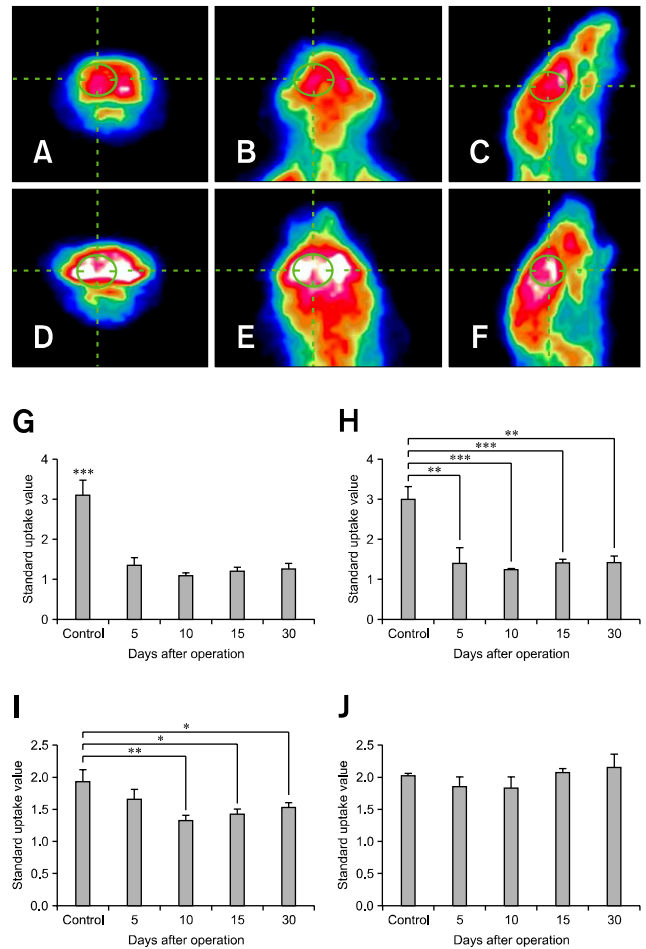 A
B
C
D
E
F
G
***
Standard uptake value
4
3
2
1
0
Control 5 10 15 30
Days after operation
H
**
***
***
**
Standard uptake value
4
3
2
1
0
Control 5 10 15 30
Days after operation
I
*
*
**
Standard uptake value
2.5
2.0
1.5
1.0
0.5
0.0
Control 5 10 15 30
Days after operation
J
Standard uptake value
2.5
2.0
1.5
1.0
0.5
0.0
Control 5 10 15 30
Days after operation